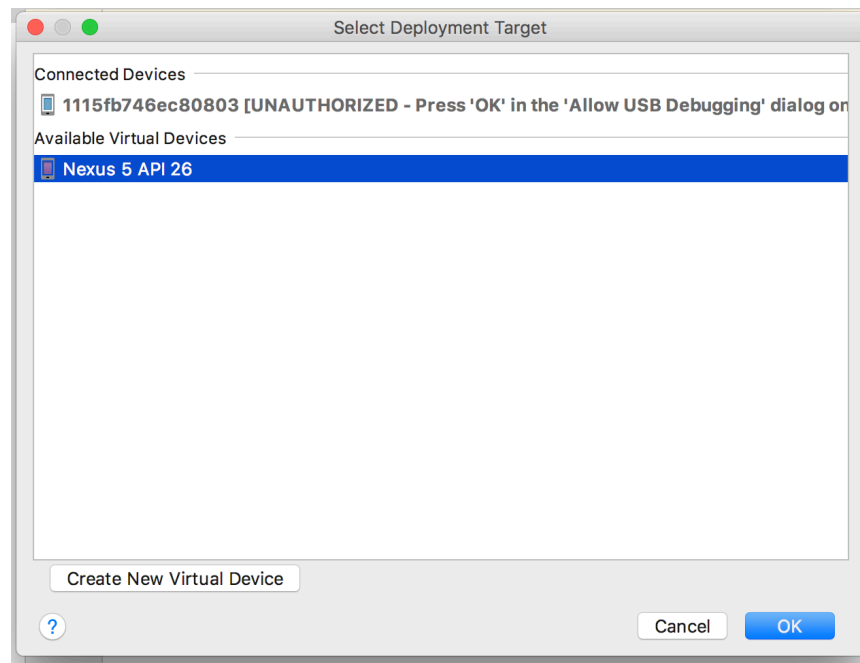 Select Deployment Target
Connected Devices
1115fb746ec80803 [UNAUTHORIZED - Press 'OK' in the 'Allow USB Debugging' dialog on
Available Virtual Devices
Nexus 5 API 26
Create New Virtual Device
?
Cancel
OK